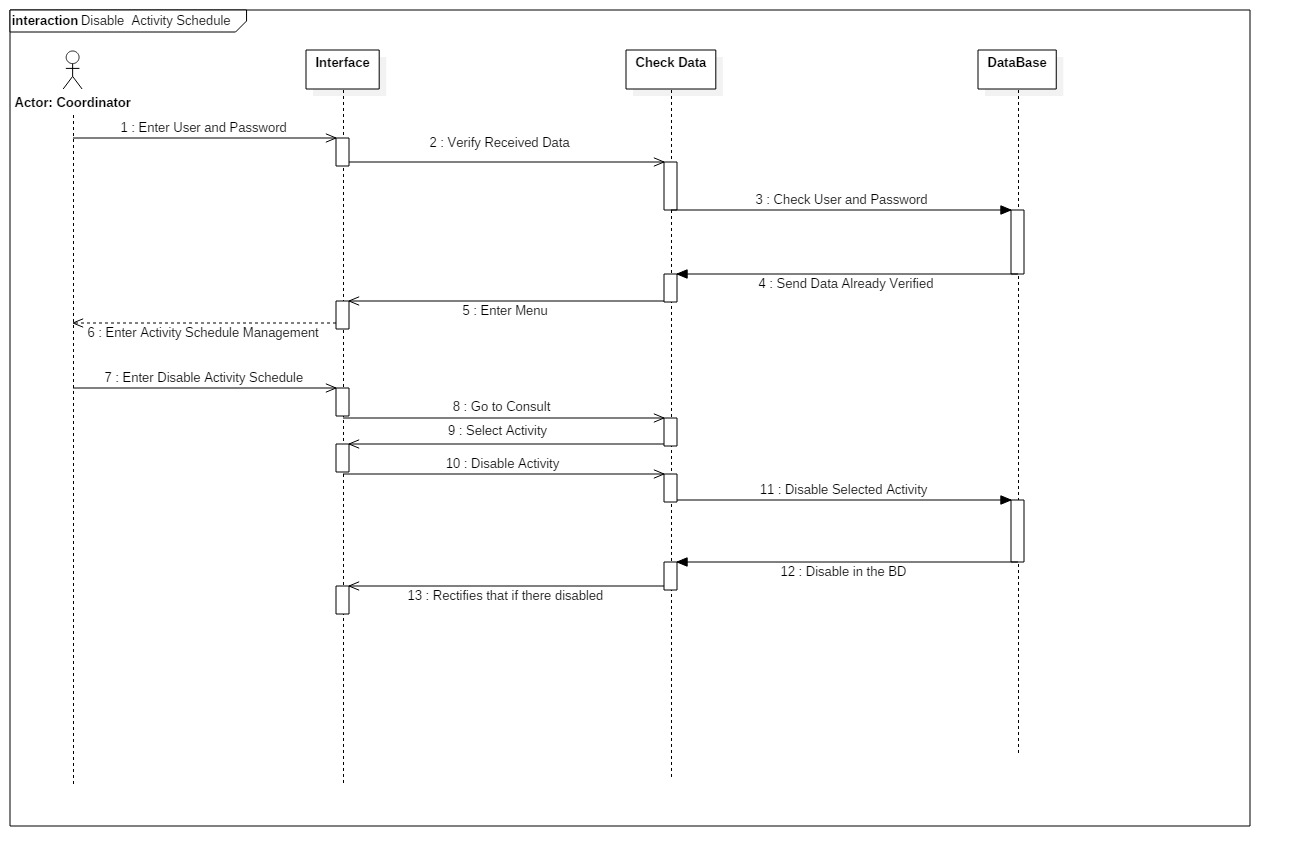 interaction Disable Activity Schedule
Interface
Check Data
DataBase
Actor: Coordinator
1 : Enter User and Password
2 : Verify Received Data
3 : Check User and Password
4 : Send Data Already Verified
5 : Enter Menu
6 : Enter Activity Schedule Management
7 : Enter Disable Activity Schedule
8 : Go to Consult
9 : Select Activity
10 : Disable Activity
11 : Disable Selected Activity
12 : Disable in the BD
13 : Rectifies that if there disabled